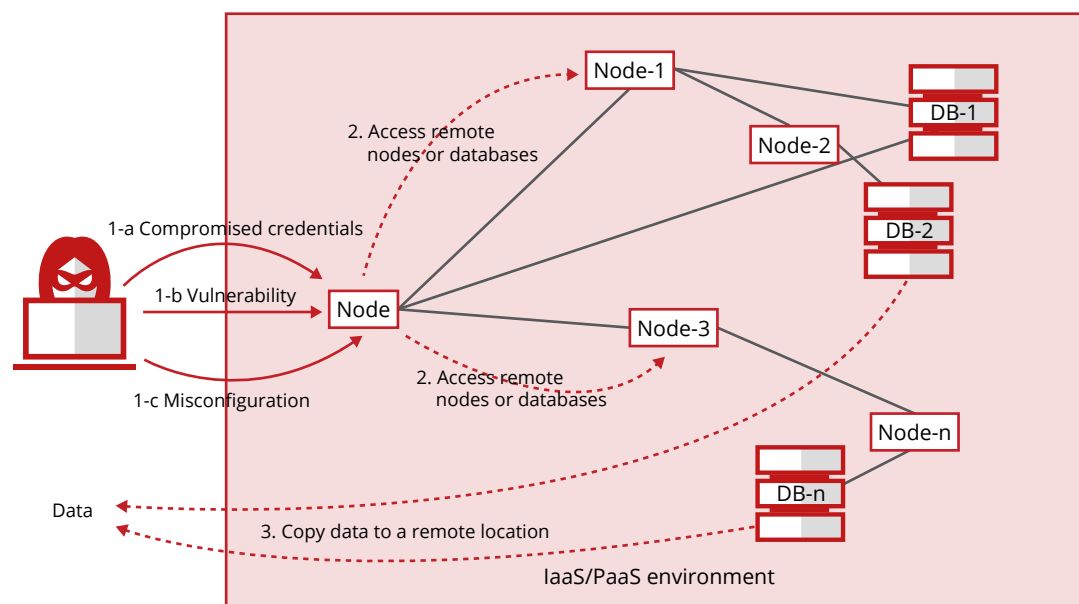 Node-1
DB-1
2. Access remote
nodes or databases
Node-2
1-a Compromised credentials
DB-2
1-b Vulnerability
Node
Node-3
2. Access remote
nodes or databases
1-c Misconfiguration
Node-n
DB-n
Data
3. Copy data to a remote location
IaaS/PaaS environment